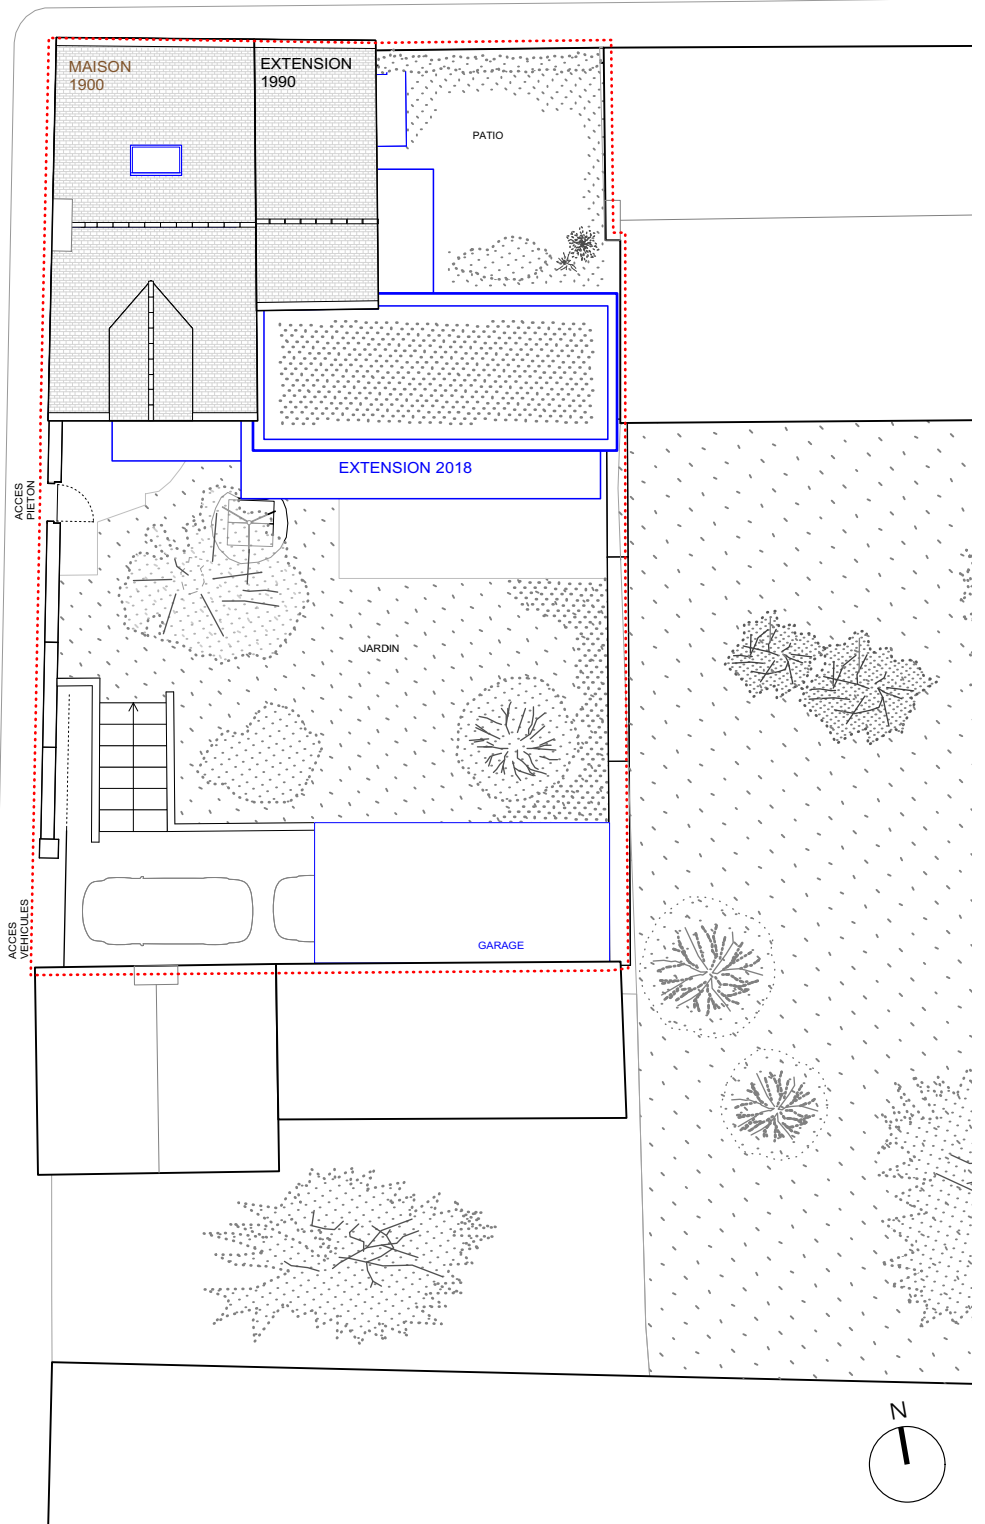 MAISON
1900
EXTENSION
1990
PATIO
EXTENSION 2018
ACCES
PIETON
JARDIN
ACCES
VEHICULES
GARAGE
N